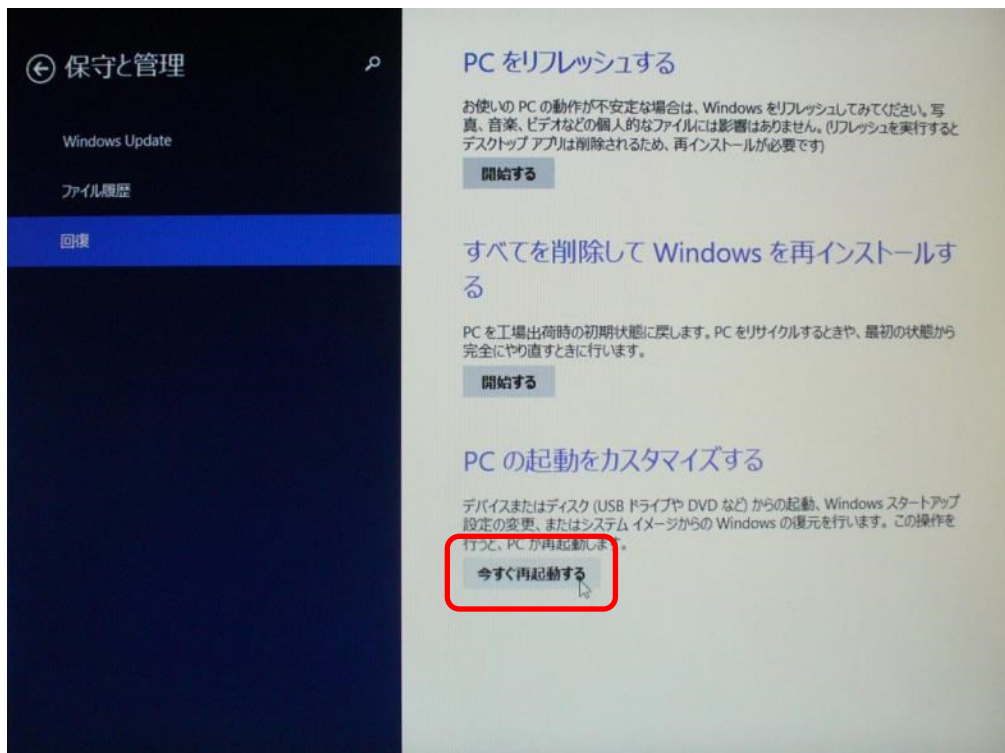 保守と管理
Windows Update
ファイル履歴
回復
PC をリフレッシュする
お使いの PC の動作が不安定な場合は、Windows をリフレッシュしてみてください。写
真、音楽、ビデオなどの個人的なファイルには影響はありません。(リフレッシュを実行すると
デスクトップ アプリは削除されるため、再インストールが必要です)
開始する
すべてを削除して Windows を再インストールす
る
PC を工場出荷時の初期状態に戻します。PC をリサイクルするときや、最初の状態から
完全にやり直すときに行います。
開始する
PC の起動をカスタマイズする
デバイスまたはディスク (USB ドライブや DVD など) からの起動、Windows スタートアップ
設定の変更、またはシステム イメージからの Windows の復元を行います。この操作を
行うと、PC が再起動します。
今すぐ再起動する